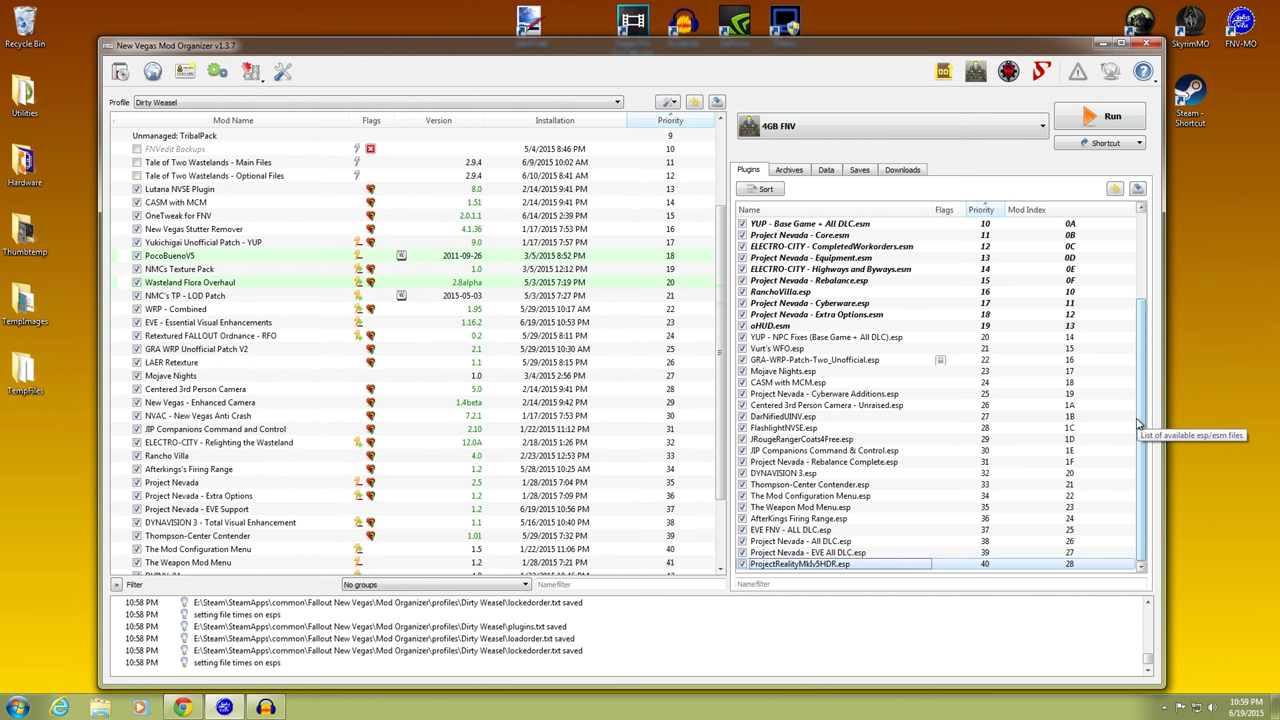 Recycle Bin
Utilities
Hardware
Thumbtemp
TempImages
TempFiles
SkyrimMO
FNV-MO
Steam - Shortcut
New Vegas Mod Organizer v1.3.7
Profile Dirty Weasel
Mod Name Flags Version Installation Priority
Unmanaged: TribalPack 9
FNVedit Backups 5/4/2015 8:46 PM 10
Tale of Two Wastelands - Main Files 2.9.4 6/9/2015 10:02 AM 11
Tale of Two Wastelands - Optional Files 2.9.4 6/10/2015 8:41 AM 12
Lutana NVSE Plugin 8.0 2/14/2015 9:41 PM 13
CASM with MCM 1.51 2/14/2015 9:41 PM 14
OneTweak for FNV 2.0.1.1 6/14/2015 2:39 PM 15
New Vegas Stutter Remover 4.1.36 1/17/2015 7:57 PM 16
Yukichigai Unofficial Patch - YUP 9.0 1/17/2015 7:57 PM 17
PocoBuenoV5 2011-09-26 3/5/2015 8:52 PM 18
NMCs Texture Pack 1.0 3/5/2015 12:12 PM 19
Wasteland Flora Overhaul 2.8alpha 5/3/2015 7:19 PM 20
NMC's TP - LOD Patch 2015-05-03 5/3/2015 7:27 PM 21
WRP - Combined 1.95 5/29/2015 10:17 AM 22
EVE - Essential Visual Enhancements 1.16.2 6/19/2015 10:53 PM 23
Retextured FALLOUT Ordnance - RFO 0.2 5/29/2015 10:24 AM 24
GRA WRP Unofficial Patch V2 2.1 5/29/2015 10:30 AM 25
LAER Retexture 1.1 5/29/2015 10:34 AM 26
Mojave Nights 1.0 3/4/2015 7:27 PM 27
Centered 3rd Person Camera 5.0 2/14/2015 9:41 PM 28
New Vegas - Enhanced Camera 1.4beta 2/14/2015 9:41 PM 29
NVAC - New Vegas Anti Crash 7.2.1 1/17/2015 7:57 PM 30
JIP Companions Command and Control 2.10 1/22/2015 11:12 PM 31
ELECTRO-CITY - Relighting the Wasteland 12.0A 1/28/2015 7:18 PM 32
Rancho Villa 4.0 2/23/2015 12:53 PM 33
Afterkings's Firing Range 1.0 1/28/2015 7:34 PM 34
Project Nevada 2.5 1/28/2015 7:04 PM 35
Project Nevada - Extra Options 1.2 1/28/2015 7:09 PM 36
Project Nevada - EVE Support 1.2 6/19/2015 10:56 PM 37
DYNAVISION 3 - Total Visual Enhancement 1.1 5/16/2015 10:40 PM 38
Thompson-Center Contender 1.01 5/13/2015 12:37 PM 39
The Mod Configuration Menu 1.5 1/22/2015 11:06 PM 40
The Weapon Mod Menu 1.2 1/22/2015 11:11 PM 41
» Filter No groups Namefilter
4GB FNV
Run
Shortcut
Plugins Archives Data Saves Downloads
Sort
Name Flags Priority Mod Index
YUP - Base Game + All DLC.esm 10 0A
Project Nevada - Core.esm 11 0B
ELECTRO-CITY - CompletedWorkorders.esm 12 0C
Project Nevada - Equipment.esm 13 0D
ELECTRO-CITY - Highways and Byways.esm 14 0E
Project Nevada - Rebalance.esp 15 0F
RanchoVilla.esp 16 10
Project Nevada - Cyberware.esp 17 11
Project Nevada - Extra Options.esm 18 12
oHUD.esm 19 13
YUP - NPC Fixes (Base Game + All DLC).esp 20 14
Vurt's WFO.esp 21 15
GRA-WRP-Patch-Two_Unofficial.esp 22 16
Mojave Nights.esp 23 17
CASM with MCM.esp 24 18
Project Nevada - Cyberware Additions.esp 25 19
Centered 3rd Person Camera - Unraised.esp 26 1A
DarNifiedUINV.esp 27 1B
FlashlightNVSE.esp 28 1C
JRougeRangerCoats4Free.esp 29 1D
JIP Companions Command & Control.esp 30 1E
Project Nevada - Rebalance Complete.esp 31 1F
DYNAVISION 3.esp 32 20
Thompson-Center Contender.esp 33 21
The Mod Configuration Menu.esp 34 22
The Weapon Mod Menu.esp 35 23
AfterKings Firing Range.esp 36 24
EVE FNV - ALL DLC.esp 37 25
Project Nevada - All DLC.esp 38 26
Project Nevada - EVE All DLC.esp 39 27
ProjectRealityMkIv5HDR.esp 40 28
Namefilter
List of available esp/esm files
10:58 PM E:\Steam\SteamApps\common\Fallout New Vegas\Mod Organizer\profiles\Dirty Weasel\lockedorder.txt saved
10:58 PM setting file times on esps
10:58 PM E:\Steam\SteamApps\common\Fallout New Vegas\Mod Organizer\profiles\Dirty Weasel\plugins.txt saved
10:58 PM E:\Steam\SteamApps\common\Fallout New Vegas\Mod Organizer\profiles\Dirty Weasel\loadorder.txt saved
10:58 PM E:\Steam\SteamApps\common\Fallout New Vegas\Mod Organizer\profiles\Dirty Weasel\lockedorder.txt saved
10:58 PM setting file times on esps
10:59 PM
6/19/2015